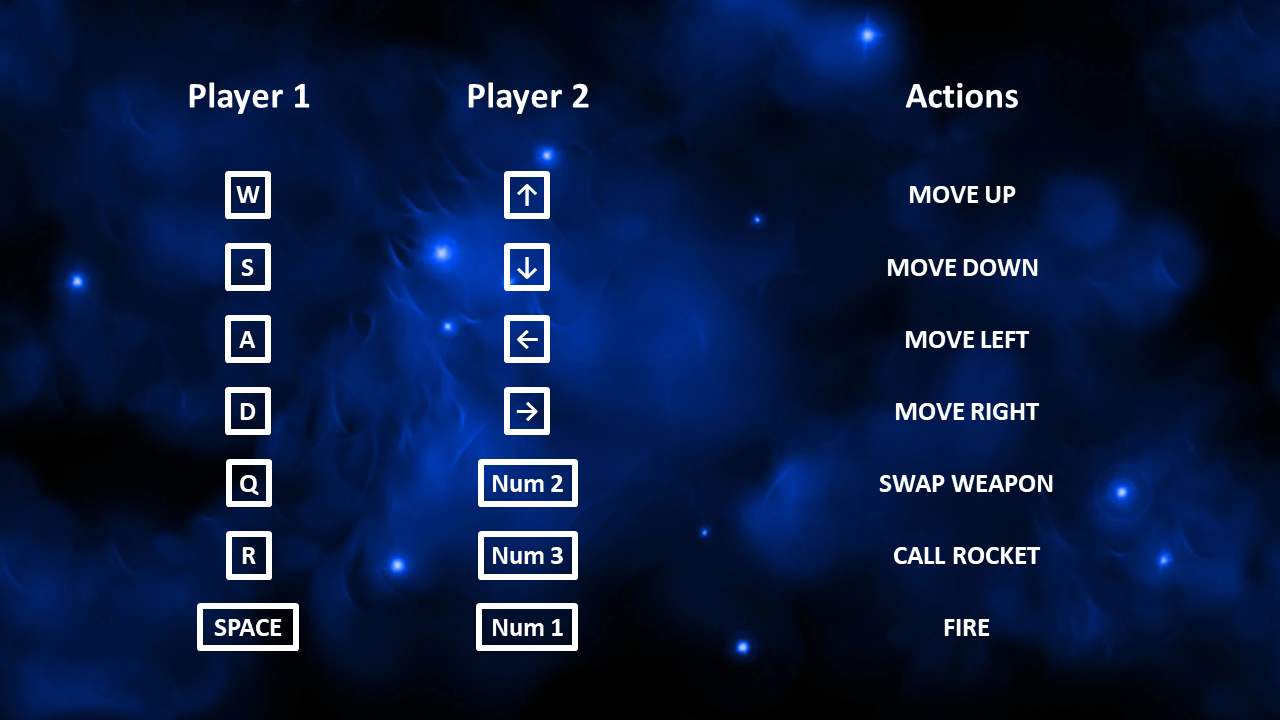 Player 1 Player 2 Actions
W ↑ MOVE UP
S ↓ MOVE DOWN
A ← MOVE LEFT
D → MOVE RIGHT
Q Num 2 SWAP WEAPON
R Num 3 CALL ROCKET
SPACE Num 1 FIRE